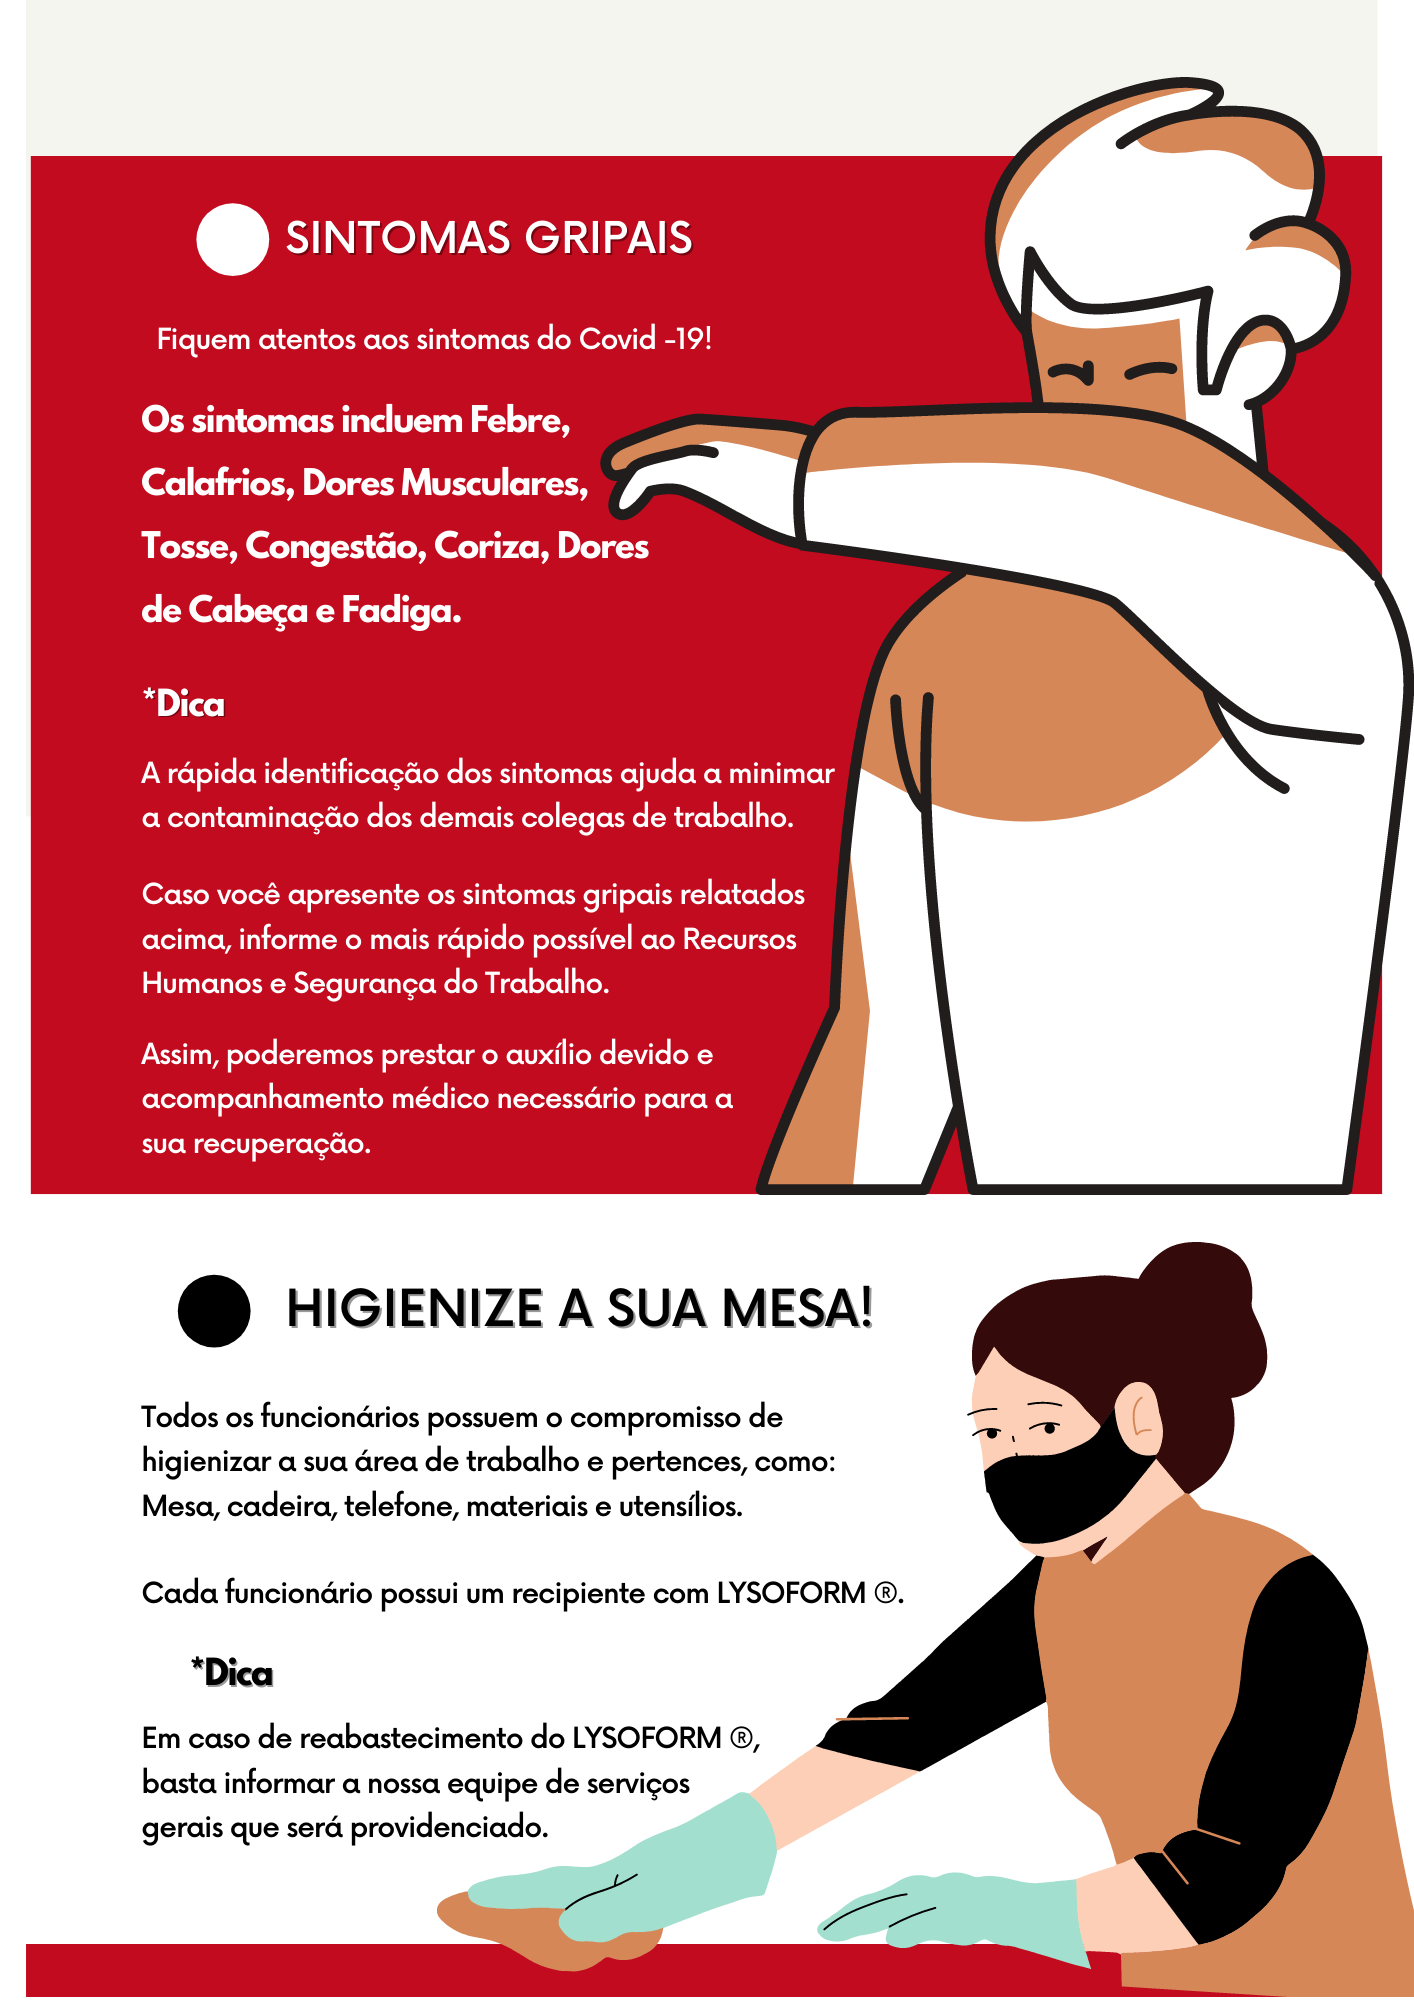 SINTOMAS GRIPAIS
Fiquem atentos aos sintomas do Covid -19!
Os sintomas incluem Febre,
Calafrios, Dores Musculares,
Tosse, Congestão, Coriza, Dores
de Cabeça e Fadiga.
*Dica
A rápida identificação dos sintomas ajuda a minimar
a contaminação dos demais colegas de trabalho.
Caso você apresente os sintomas gripais relatados
acima, informe o mais rápido possível ao Recursos
Humanos e Segurança do Trabalho.
Assim, poderemos prestar o auxílio devido e
acompanhamento médico necessário para a
sua recuperação.
HIGIENIZE A SUA MESA!
Todos os funcionários possuem o compromisso de
higienizar a sua área de trabalho e pertences, como:
Mesa, cadeira, telefone, materiais e utensílios.
Cada funcionário possui um recipiente com LYSOFORM ®.
*Dica
Em caso de reabastecimento do LYSOFORM ®,
basta informar a nossa equipe de serviços
gerais que será providenciado.